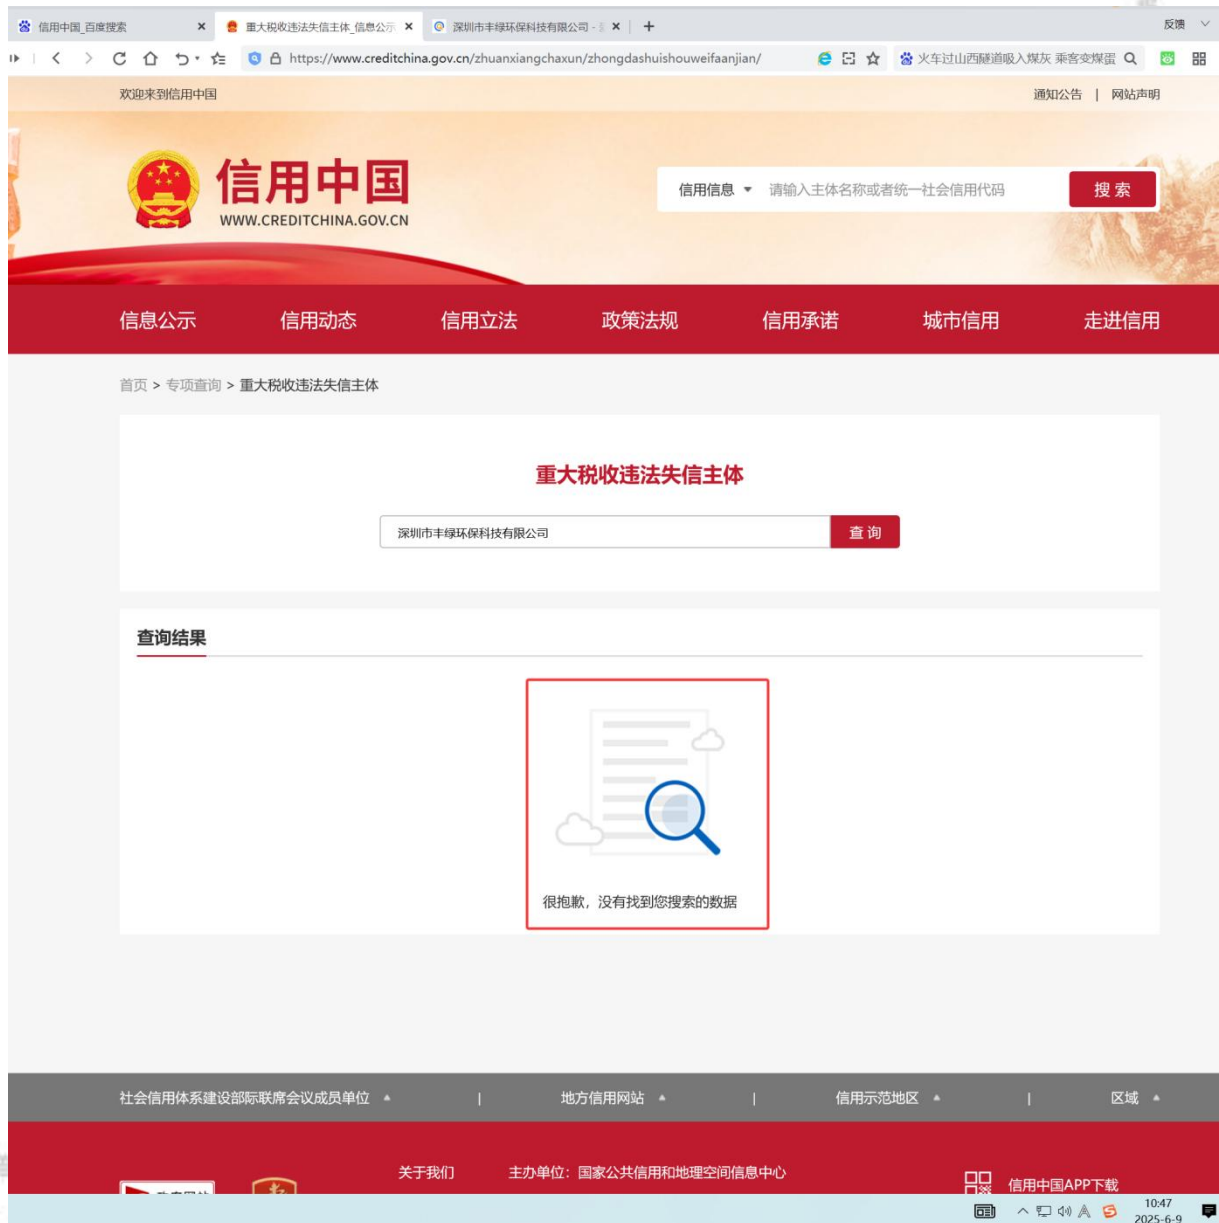 信用中国_百度搜索
重大税收违法失信主体_信息公示
深圳市丰绿环保科技有限公司 -
反馈
https://www.creditchina.gov.cn/zhuanxiangchaxun/zhongdashuishouweifaanjian/
火车过山西隧道吸入煤灰 乘客变煤蛋
欢迎来到信用中国
通知公告 | 网站声明
信用中国
WWW.CREDITCHINA.GOV.CN
信用信息
请输入主体名称或者统一社会信用代码
搜 索
信息公示
信用动态
信用立法
政策法规
信用承诺
城市信用
走进信用
首页 > 专项查询 > 重大税收违法失信主体
重大税收违法失信主体
深圳市丰绿环保科技有限公司
查 询
查询结果
很抱歉，没有找到您搜索的数据
社会信用体系建设部际联席会议成员单位
|
地方信用网站
|
信用示范地区
|
区域
关于我们
主办单位：国家公共信用和地理空间信息中心
信用中国APP下载
10:47
2025-6-9